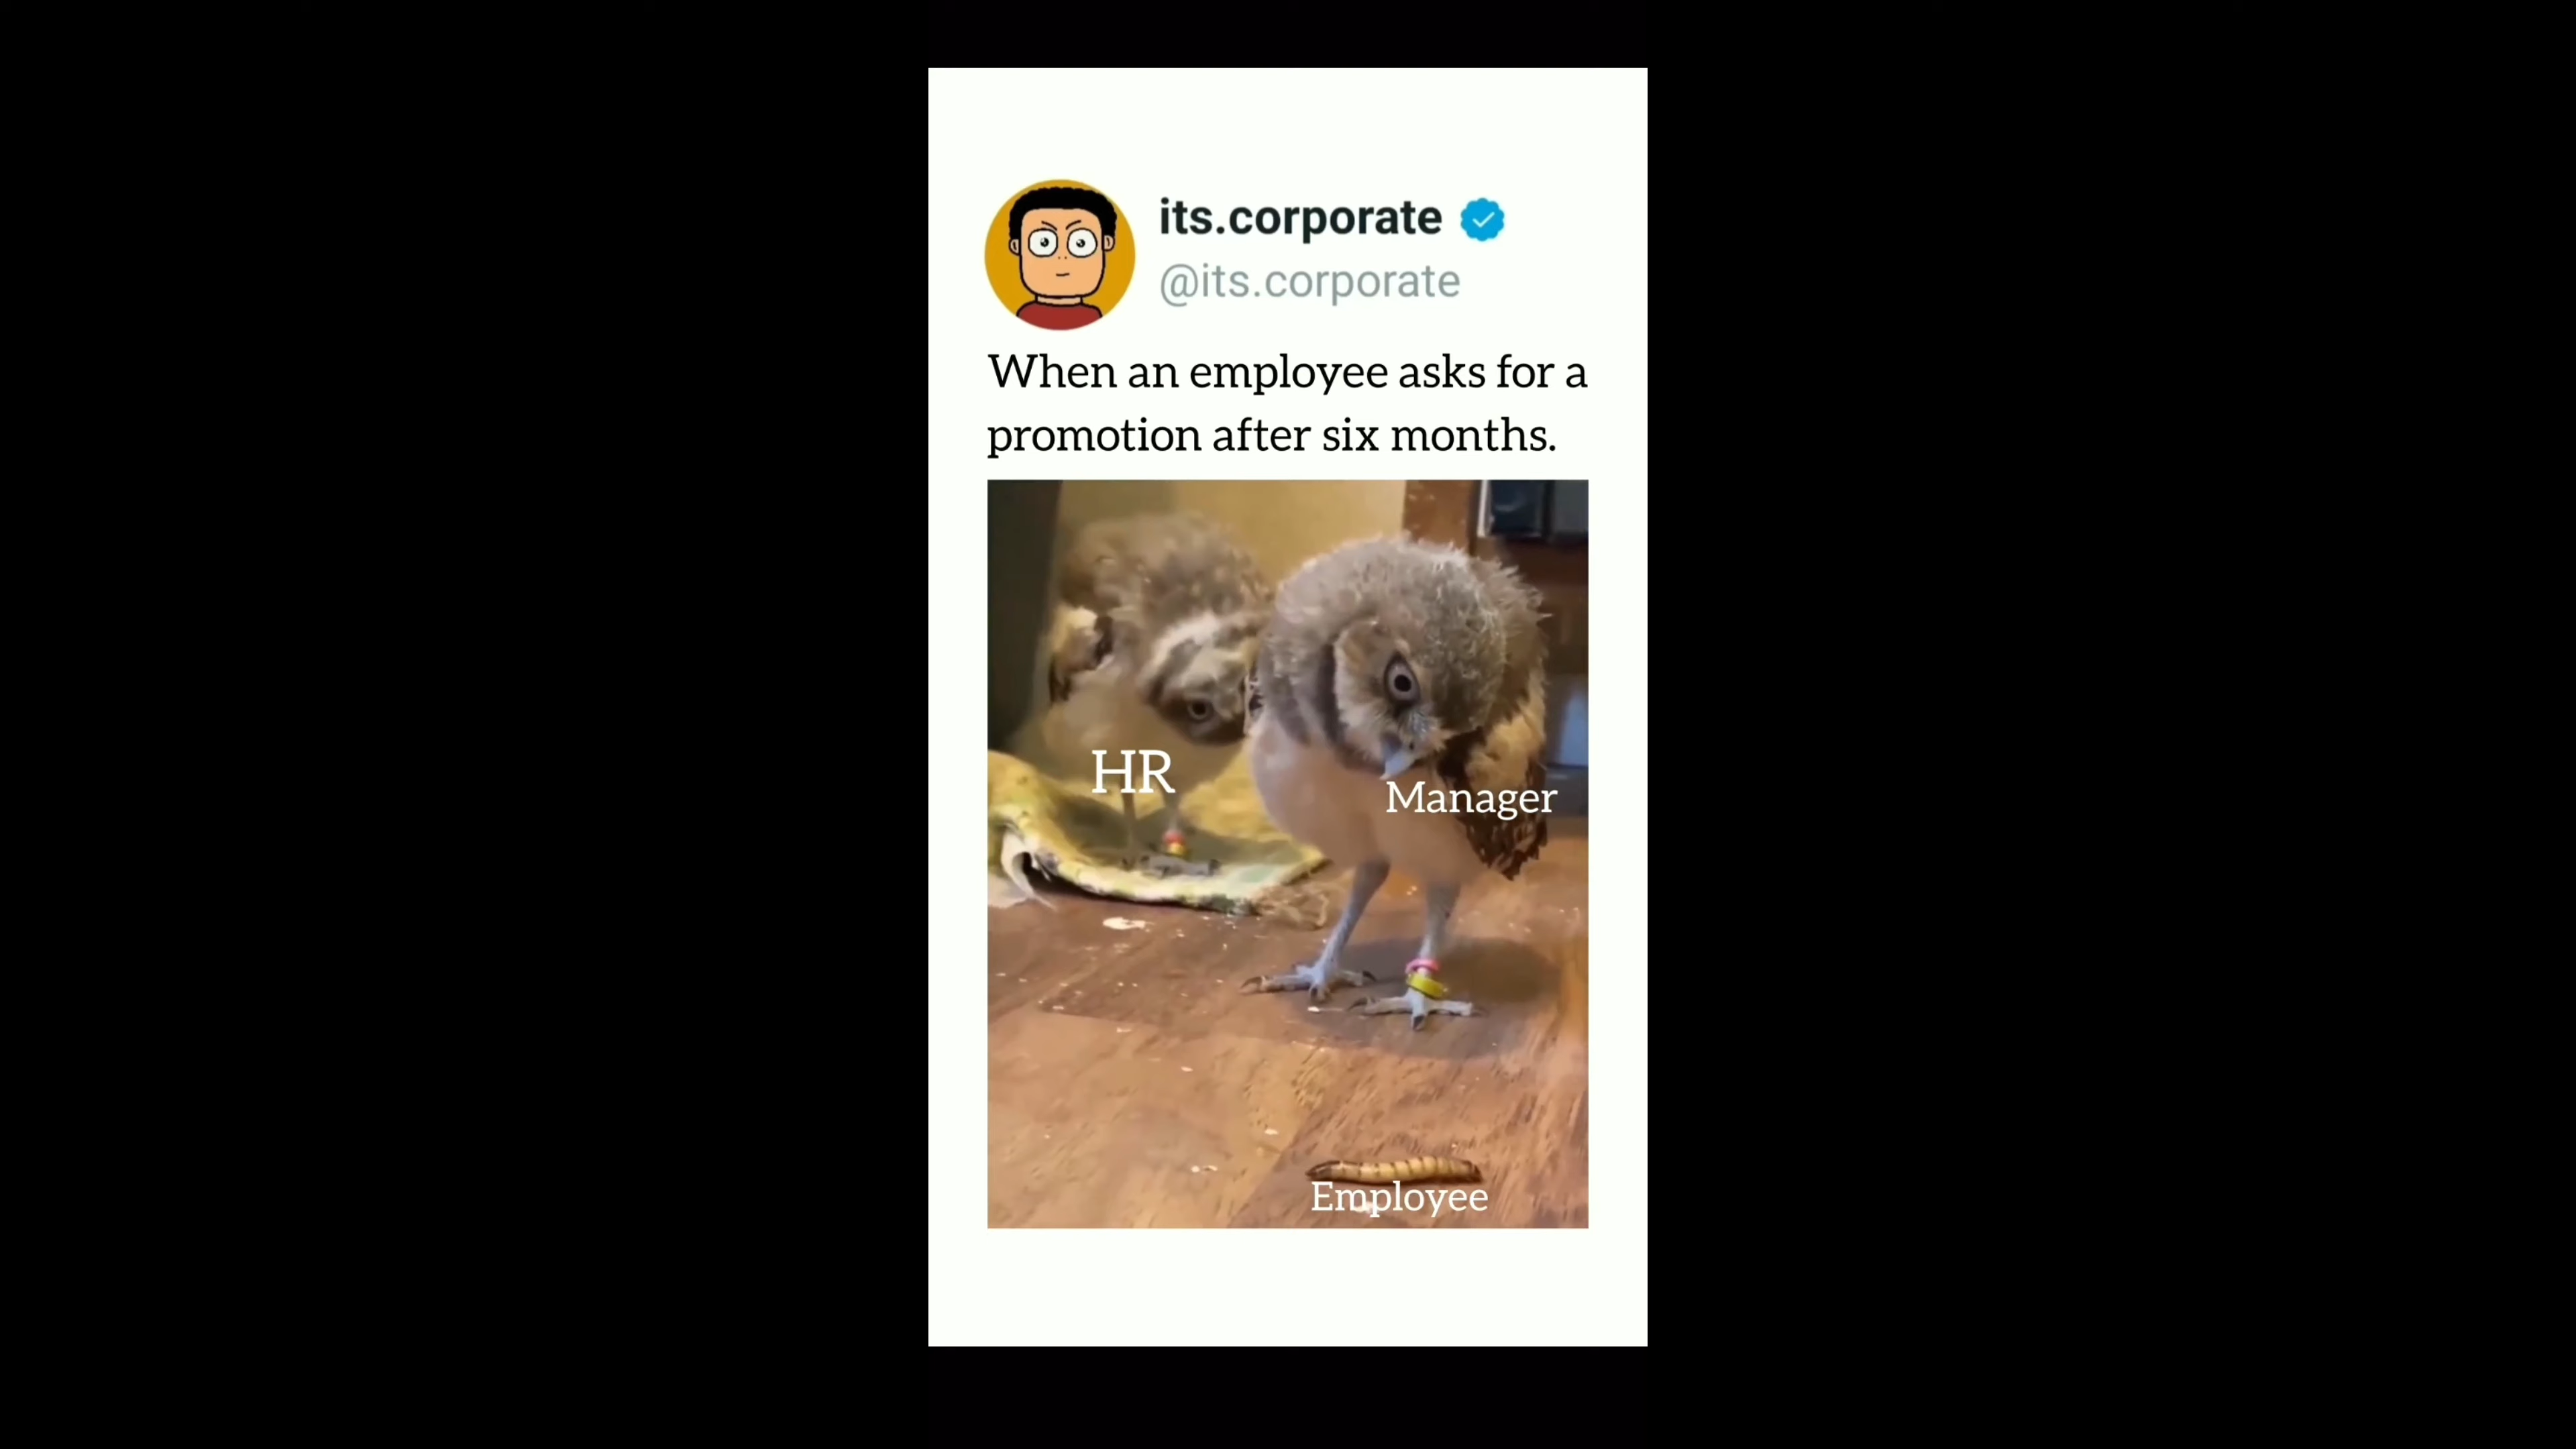 its.corporate
@its.corporate
When an employee asks for a
promotion after six months.
HR
Manager
Employee